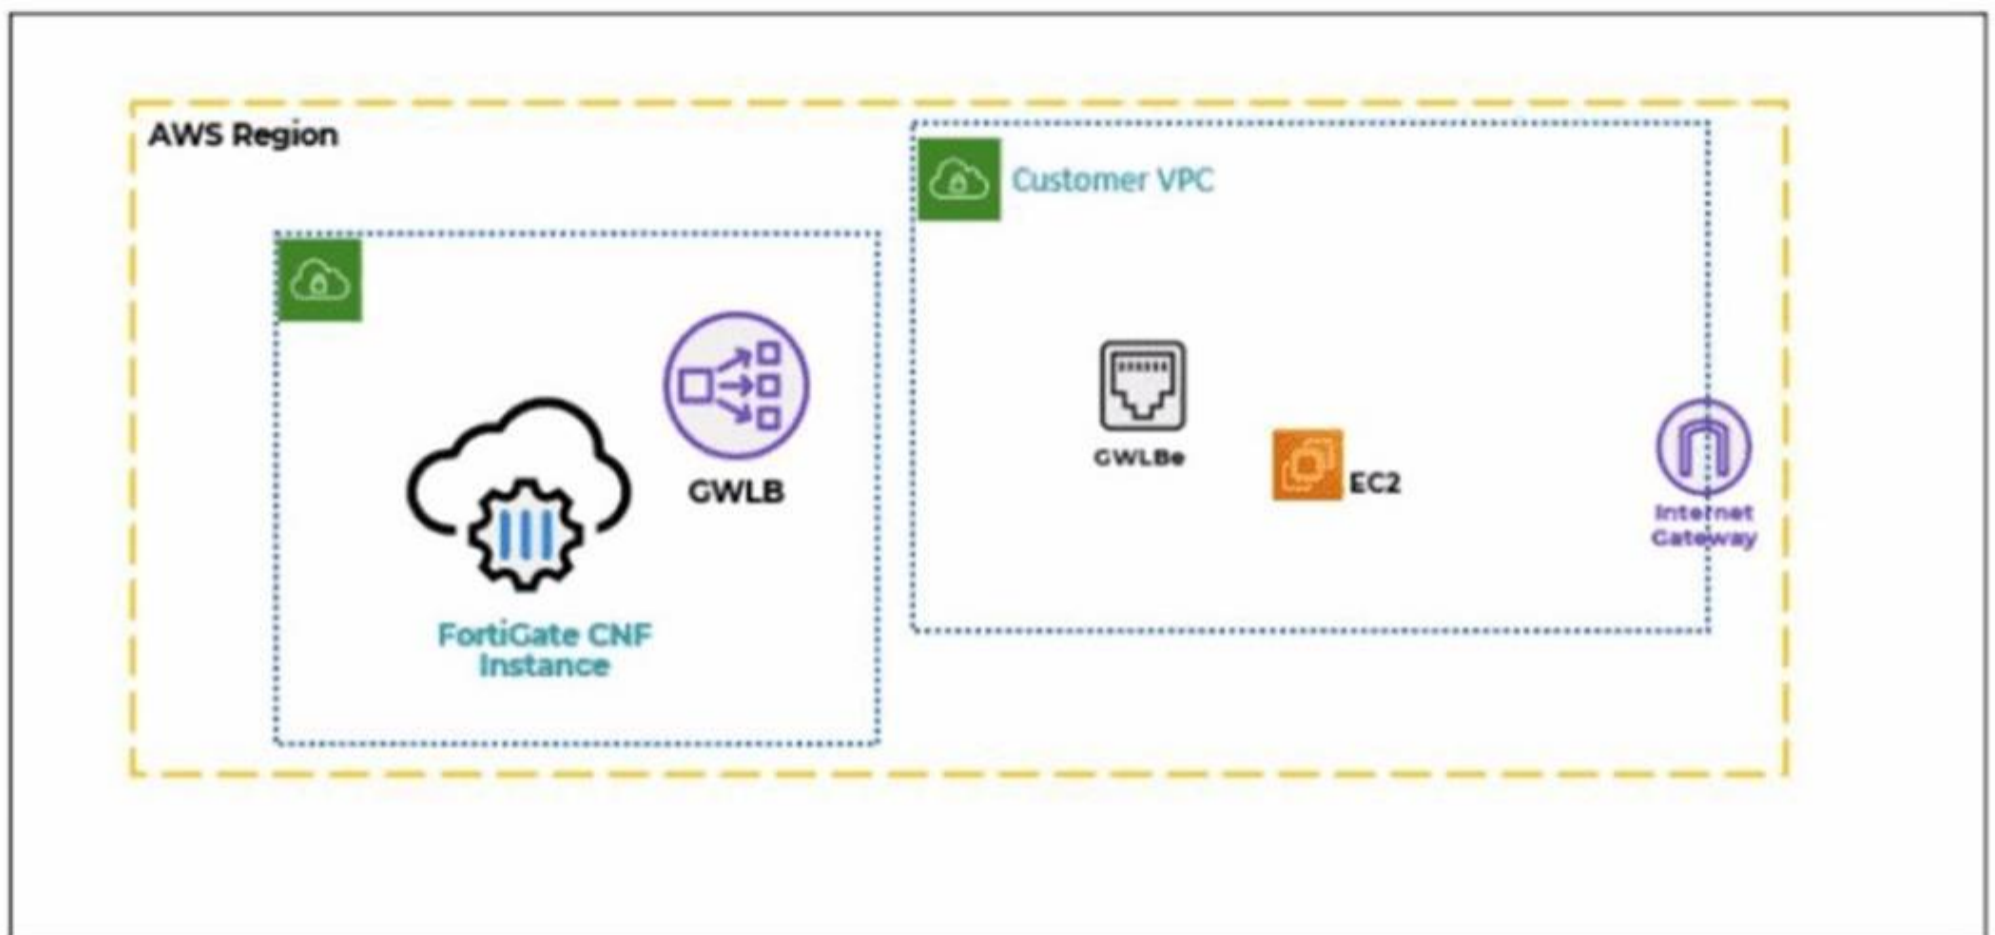 AWS Region
Customer VPC
GWLB
FortiGate CNF
Instance
GWLBe
EC2
Internet
Gateway